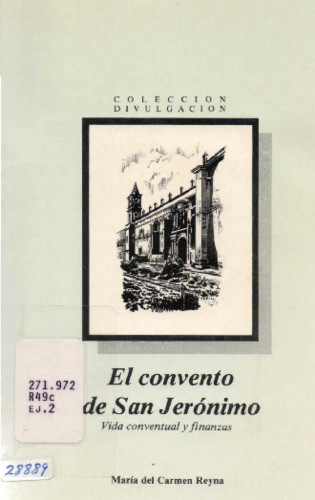 COLECCION
DIVULGACION
271.972
R49c
EJ.2
El convento
de San Jerónimo
Vida conventual y finanzas
28889
María del Carmen Reyna